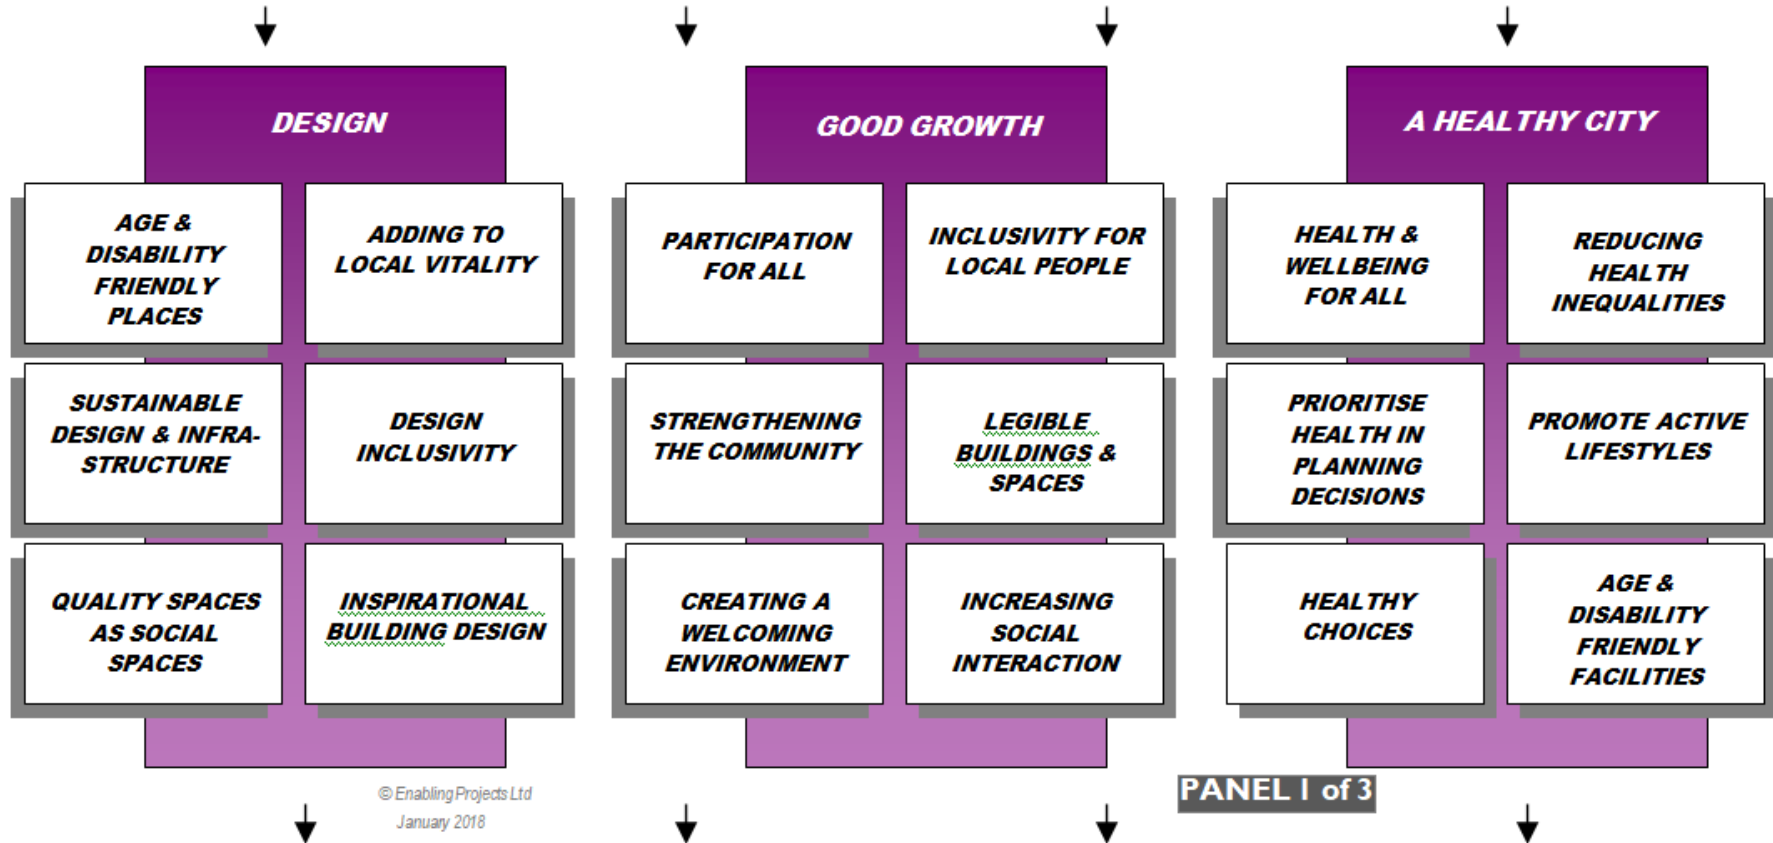 DESIGN
AGE &
DISABILITY
FRIENDLY
PLACES
ADDING TO
LOCAL VITALITY
SUSTAINABLE
DESIGN & INFRA-
STRUCTURE
DESIGN
INCLUSIVITY
QUALITY SPACES
AS SOCIAL
SPACES
INSPIRATIONAL
BUILDING DESIGN
GOOD GROWTH
PARTICIPATION
FOR ALL
INCLUSIVITY FOR
LOCAL PEOPLE
STRENGTHENING
THE COMMUNITY
LEGIBLE
BUILDINGS &
SPACES
CREATING A
WELCOMING
ENVIRONMENT
INCREASING
SOCIAL
INTERACTION
A HEALTHY CITY
HEALTH &
WELLBEING
FOR ALL
REDUCING
HEALTH
INEQUALITIES
PRIORITISE
HEALTH IN
PLANNING
DECISIONS
PROMOTE ACTIVE
LIFESTYLES
HEALTHY
CHOICES
AGE &
DISABILITY
FRIENDLY
FACILITIES
© Enabling Projects Ltd
January 2018
PANEL 1 of 3